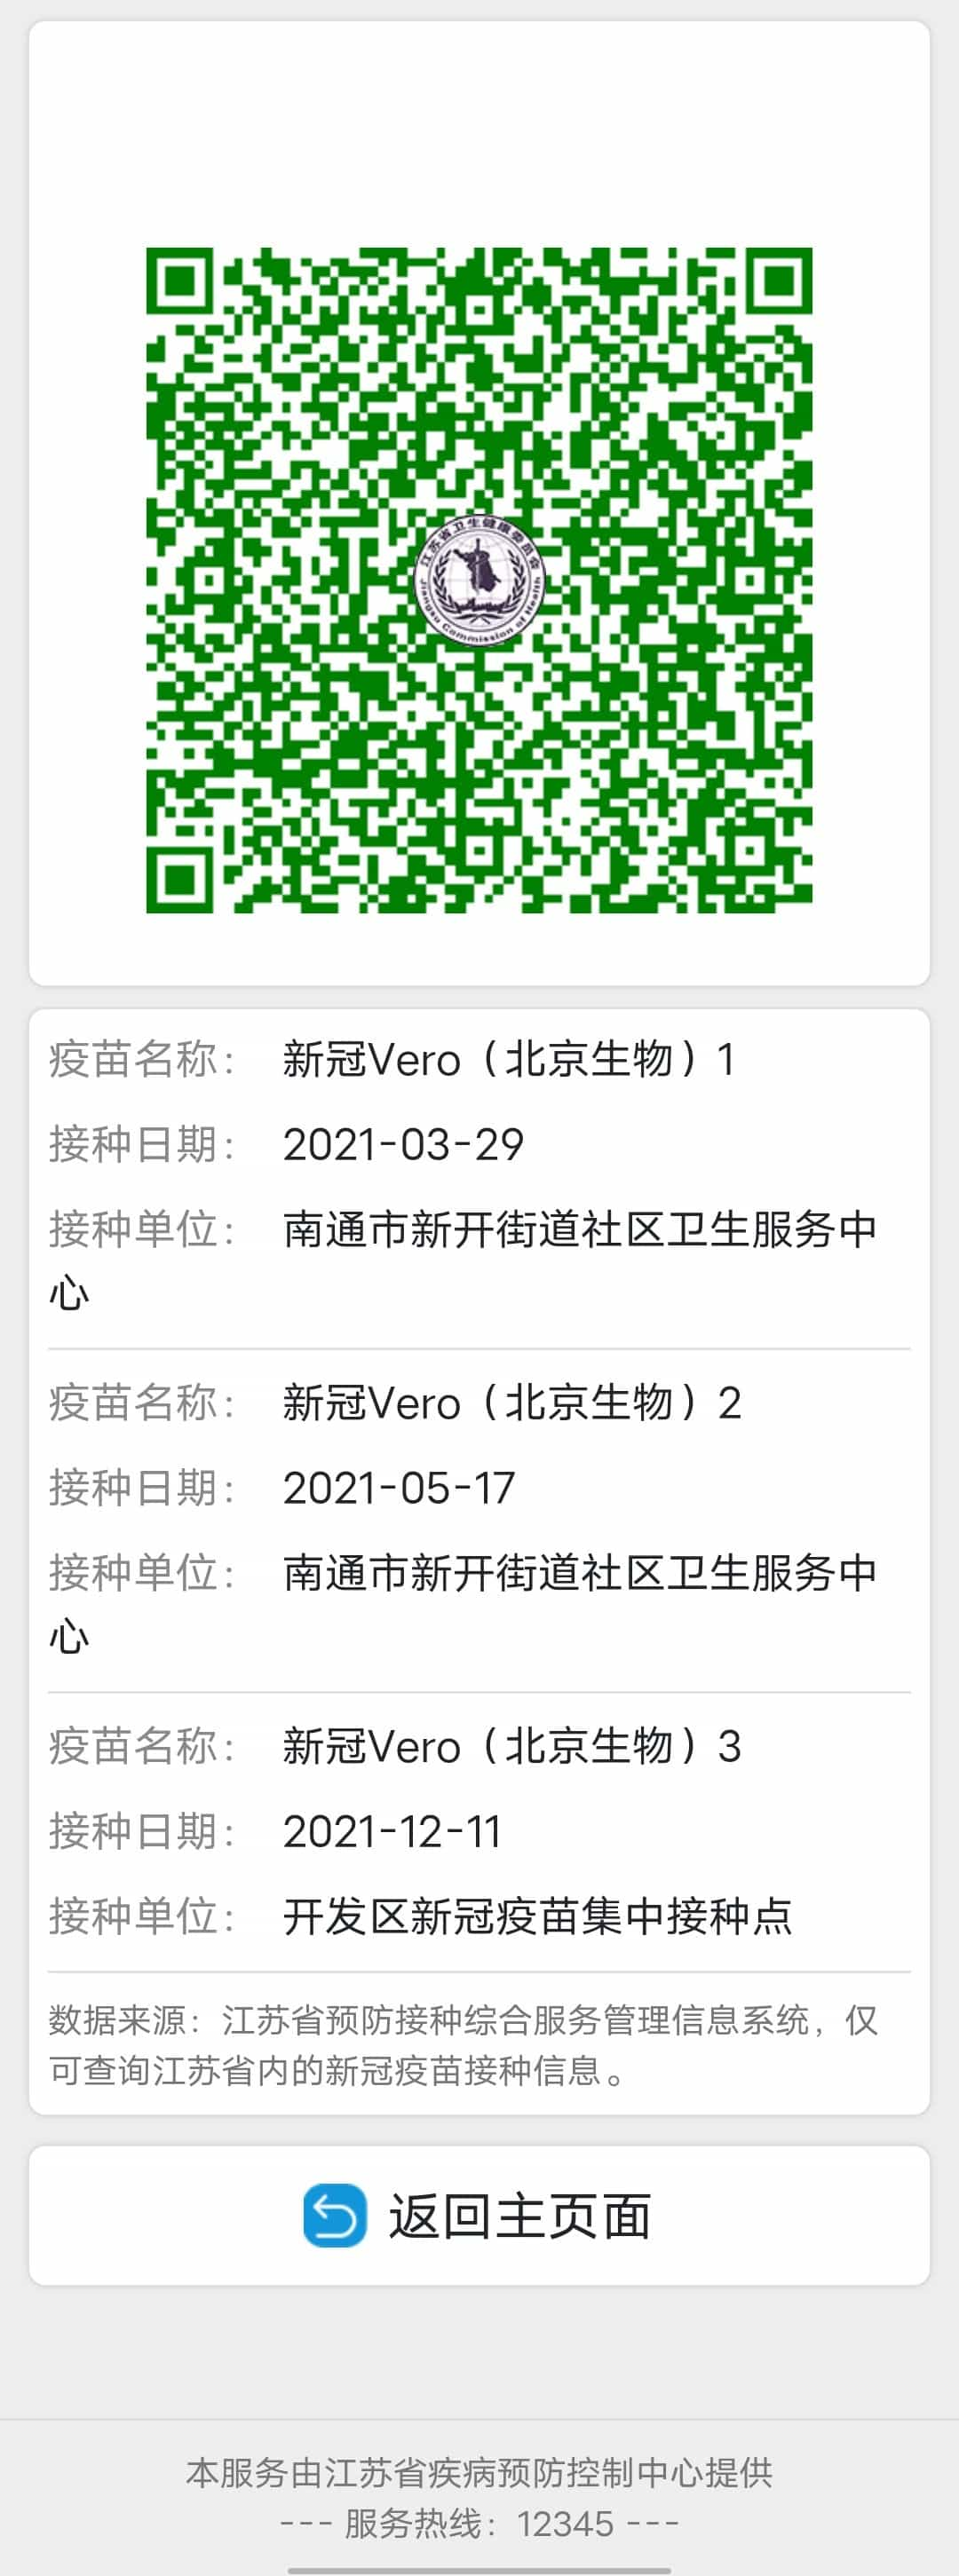 江苏省卫生健康委员会
Jiangsu Commission of Health
疫苗名称： 新冠Vero（北京生物）1
接种日期： 2021-03-29
接种单位： 南通市新开街道社区卫生服务中
心
疫苗名称： 新冠Vero（北京生物）2
接种日期： 2021-05-17
接种单位： 南通市新开街道社区卫生服务中
心
疫苗名称： 新冠Vero（北京生物）3
接种日期： 2021-12-11
接种单位： 开发区新冠疫苗集中接种点
数据来源：江苏省预防接种综合服务管理信息系统，仅
可查询江苏省内的新冠疫苗接种信息。
返回主页面
本服务由江苏省疾病预防控制中心提供
--- 服务热线：12345 ---